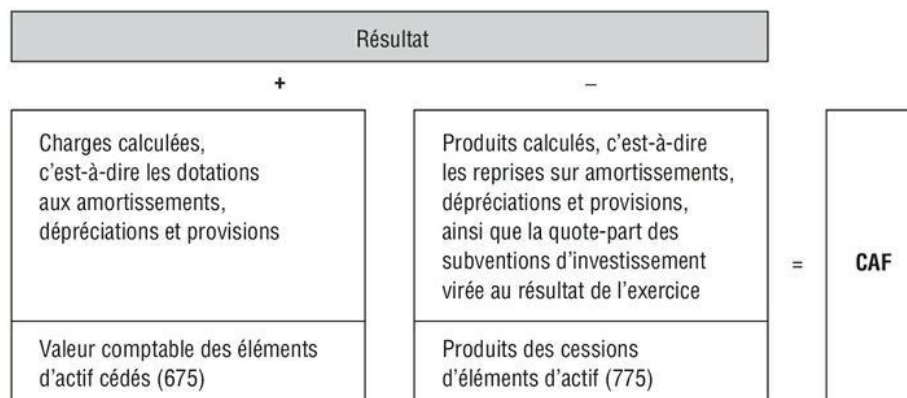 Résultat
+
–
Charges calculées,
c'est-à-dire les dotations
aux amortissements,
dépréciations et provisions
Produits calculés, c'est-à-dire
les reprises sur amortissements,
dépréciations et provisions,
ainsi que la quote-part des
subventions d'investissement
virée au résultat de l'exercice
=
CAF
Valeur comptable des éléments
d'actif cédés (675)
Produits des cessions
d'éléments d'actif (775)